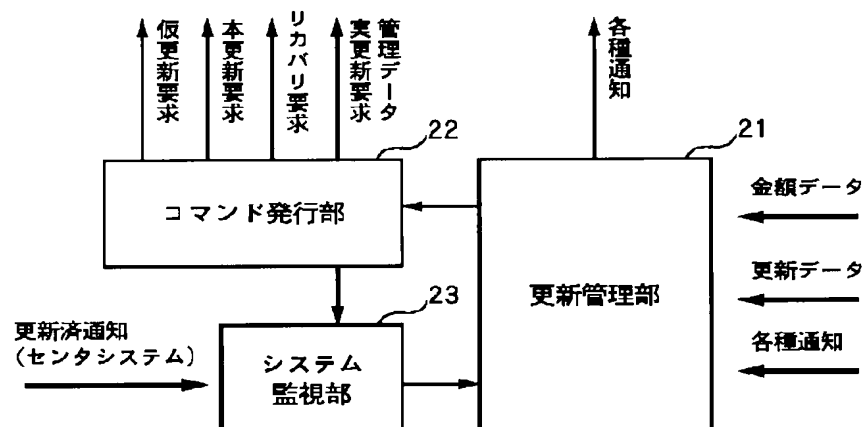 仮更新要求
本更新要求
リカバリ要求
管理データ
実更新要求
各種通知
22
21
コマンド発行部
金額データ
更新データ
更新管理部
23
更新済通知
(センタシステム)
各種通知
システム
監視部